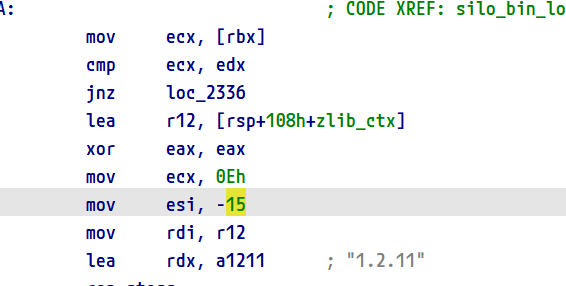 A: ; CODE XREF: silo_bin_lo
mov ecx, [rbx]
cmp ecx, edx
jnz loc_2336
lea r12, [rsp+108h+zlib_ctx]
xor eax, eax
mov ecx, 0Eh
mov esi, -15
mov rdi, r12
lea rdx, a1211 ; "1.2.11"